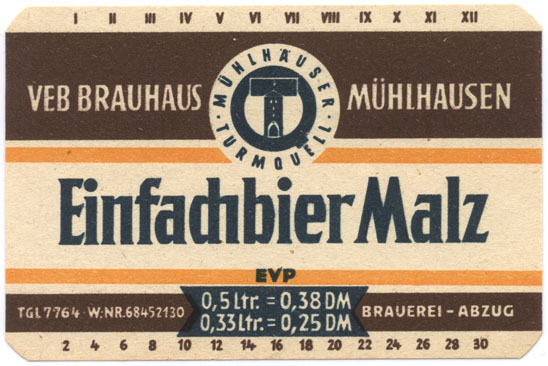 I II III IV V VI VII VIII IX X XI XII
VEB BRAUHAUS
MÜHLHÄUSER · TURMQUELL ·
MÜHLHAUSEN
Einfachbier Malz
EVP
TGL 7764 · W.-NR. 68452130
0,5 Ltr. = 0,38 DM
0,33 Ltr. = 0,25 DM
BRAUEREI - ABZUG
2 4 6 8 10 12 14 16 18 20 22 24 26 28 30